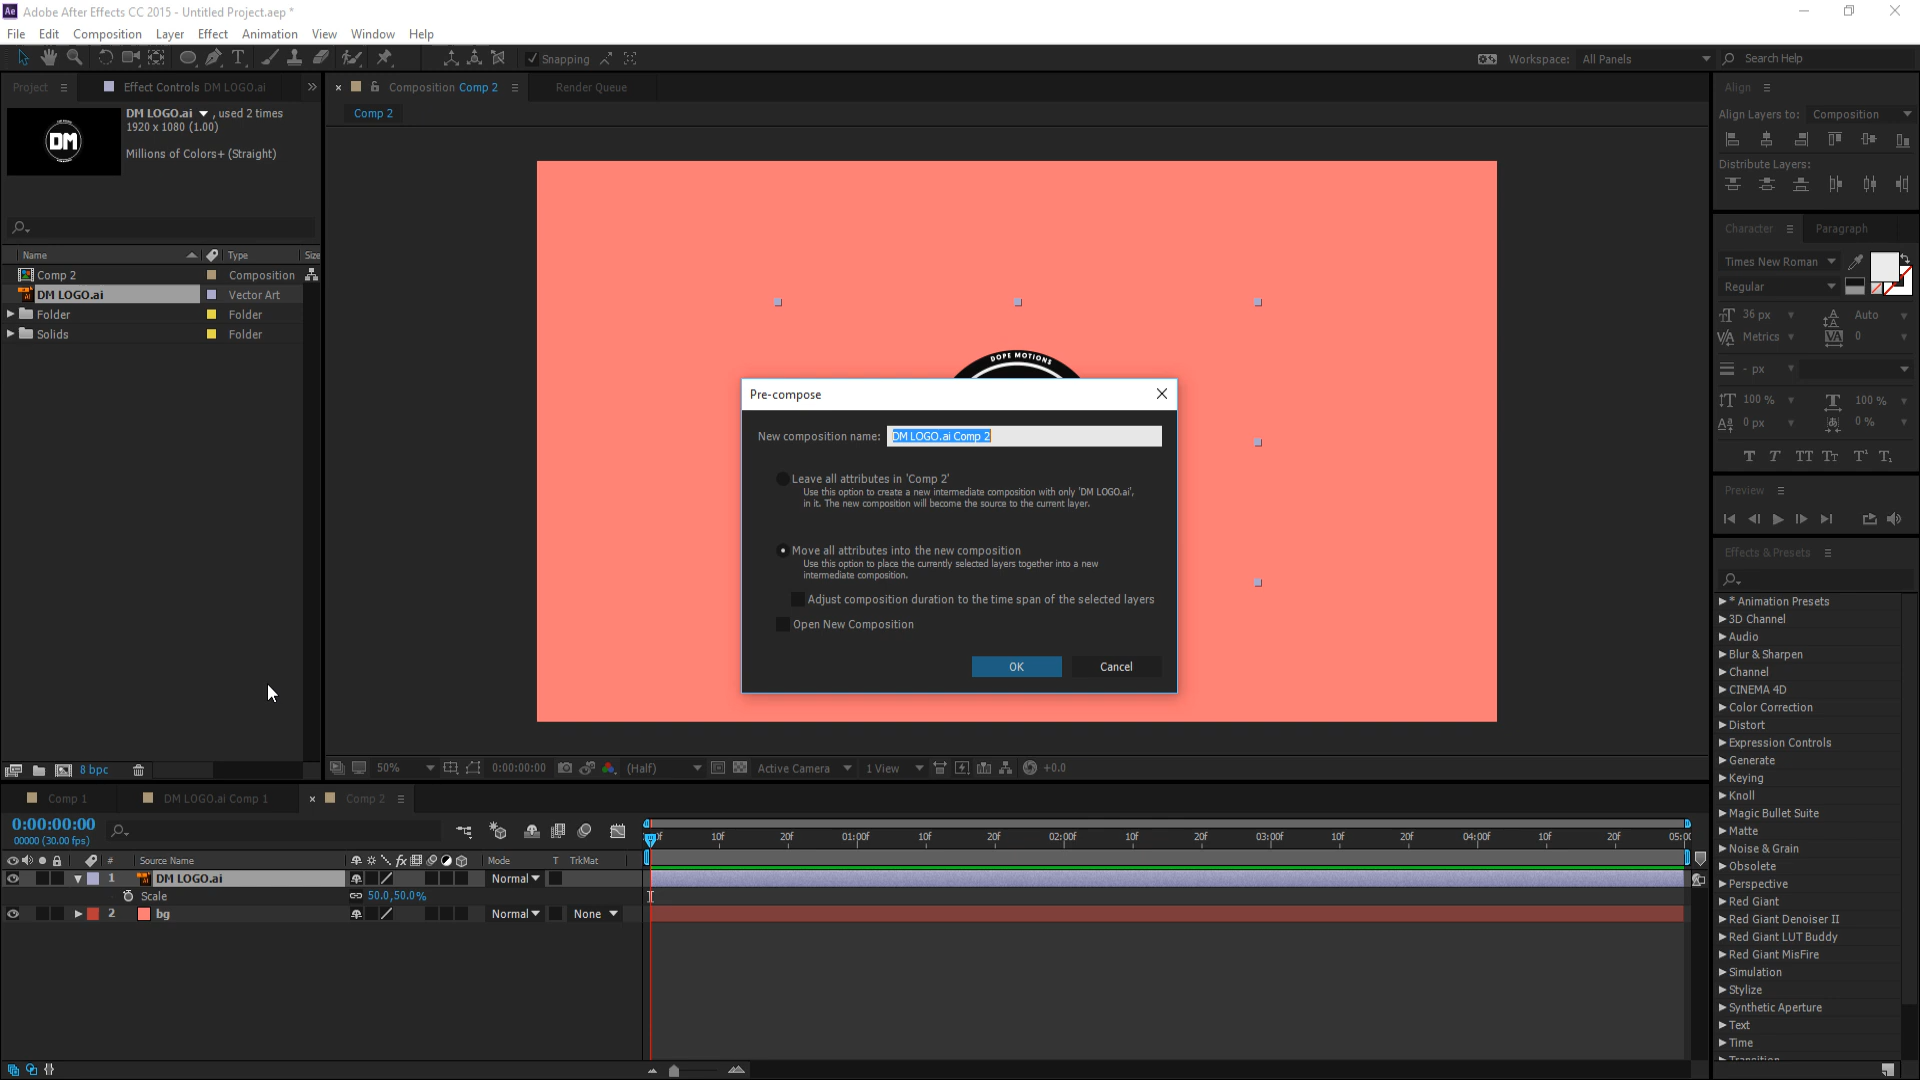 Adobe After Effects CC 2015 - Untitled Project.aep *
File Edit Composition Layer Effect Animation View Window Help
Snapping
Workspace: All Panels
Search Help
Project
Effect Controls DM LOGO.ai
Composition Comp 2
Render Queue
Comp 2
DM LOGO.ai , used 2 times
1920 x 1080 (1.00)
Millions of Colors+ (Straight)
DM
Name Type Size
Comp 2 Composition
DM LOGO.ai Vector Art
Folder Folder
Solids Folder
8 bpc
DOPE MOTIONS
Pre-compose
New composition name: DM LOGO.ai Comp 2
Leave all attributes in 'Comp 2'
Use this option to create a new intermediate composition with only 'DM LOGO.ai',
in it. The new composition will become the source to the current layer.
Move all attributes into the new composition
Use this option to place the currently selected layers together into a new
intermediate composition.
Adjust composition duration to the time span of the selected layers
Open New Composition
OK Cancel
50% 0:00:00:00 (Half) Active Camera 1 View +0.0
Align
Align Layers to: Composition
Distribute Layers:
Character Paragraph
Times New Roman
Regular
36 px Auto
Metrics 0
- px
100 % 100 %
0 px 0 %
Preview
Effects & Presets
* Animation Presets
3D Channel
Audio
Blur & Sharpen
Channel
CINEMA 4D
Color Correction
Distort
Expression Controls
Generate
Keying
Knoll
Magic Bullet Suite
Matte
Noise & Grain
Obsolete
Perspective
Red Giant
Red Giant Denoiser II
Red Giant LUT Buddy
Red Giant MisFire
Simulation
Stylize
Synthetic Aperture
Text
Time
Transition
Comp 1 DM LOGO.ai Comp 1 Comp 2
0:00:00:00
00000 (30.00 fps)
10f 20f 01:00f 10f 20f 02:00f 10f 20f 03:00f 10f 20f 04:00f 10f 20f
# Source Name Mode T TrkMat
1 DM LOGO.ai Normal
Scale 50.0,50.0%
2 bg Normal None